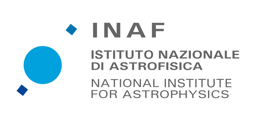 INAF
ISTITUTO NAZIONALE
DI ASTROFISICA
NATIONAL INSTITUTE
FOR ASTROPHYSICS